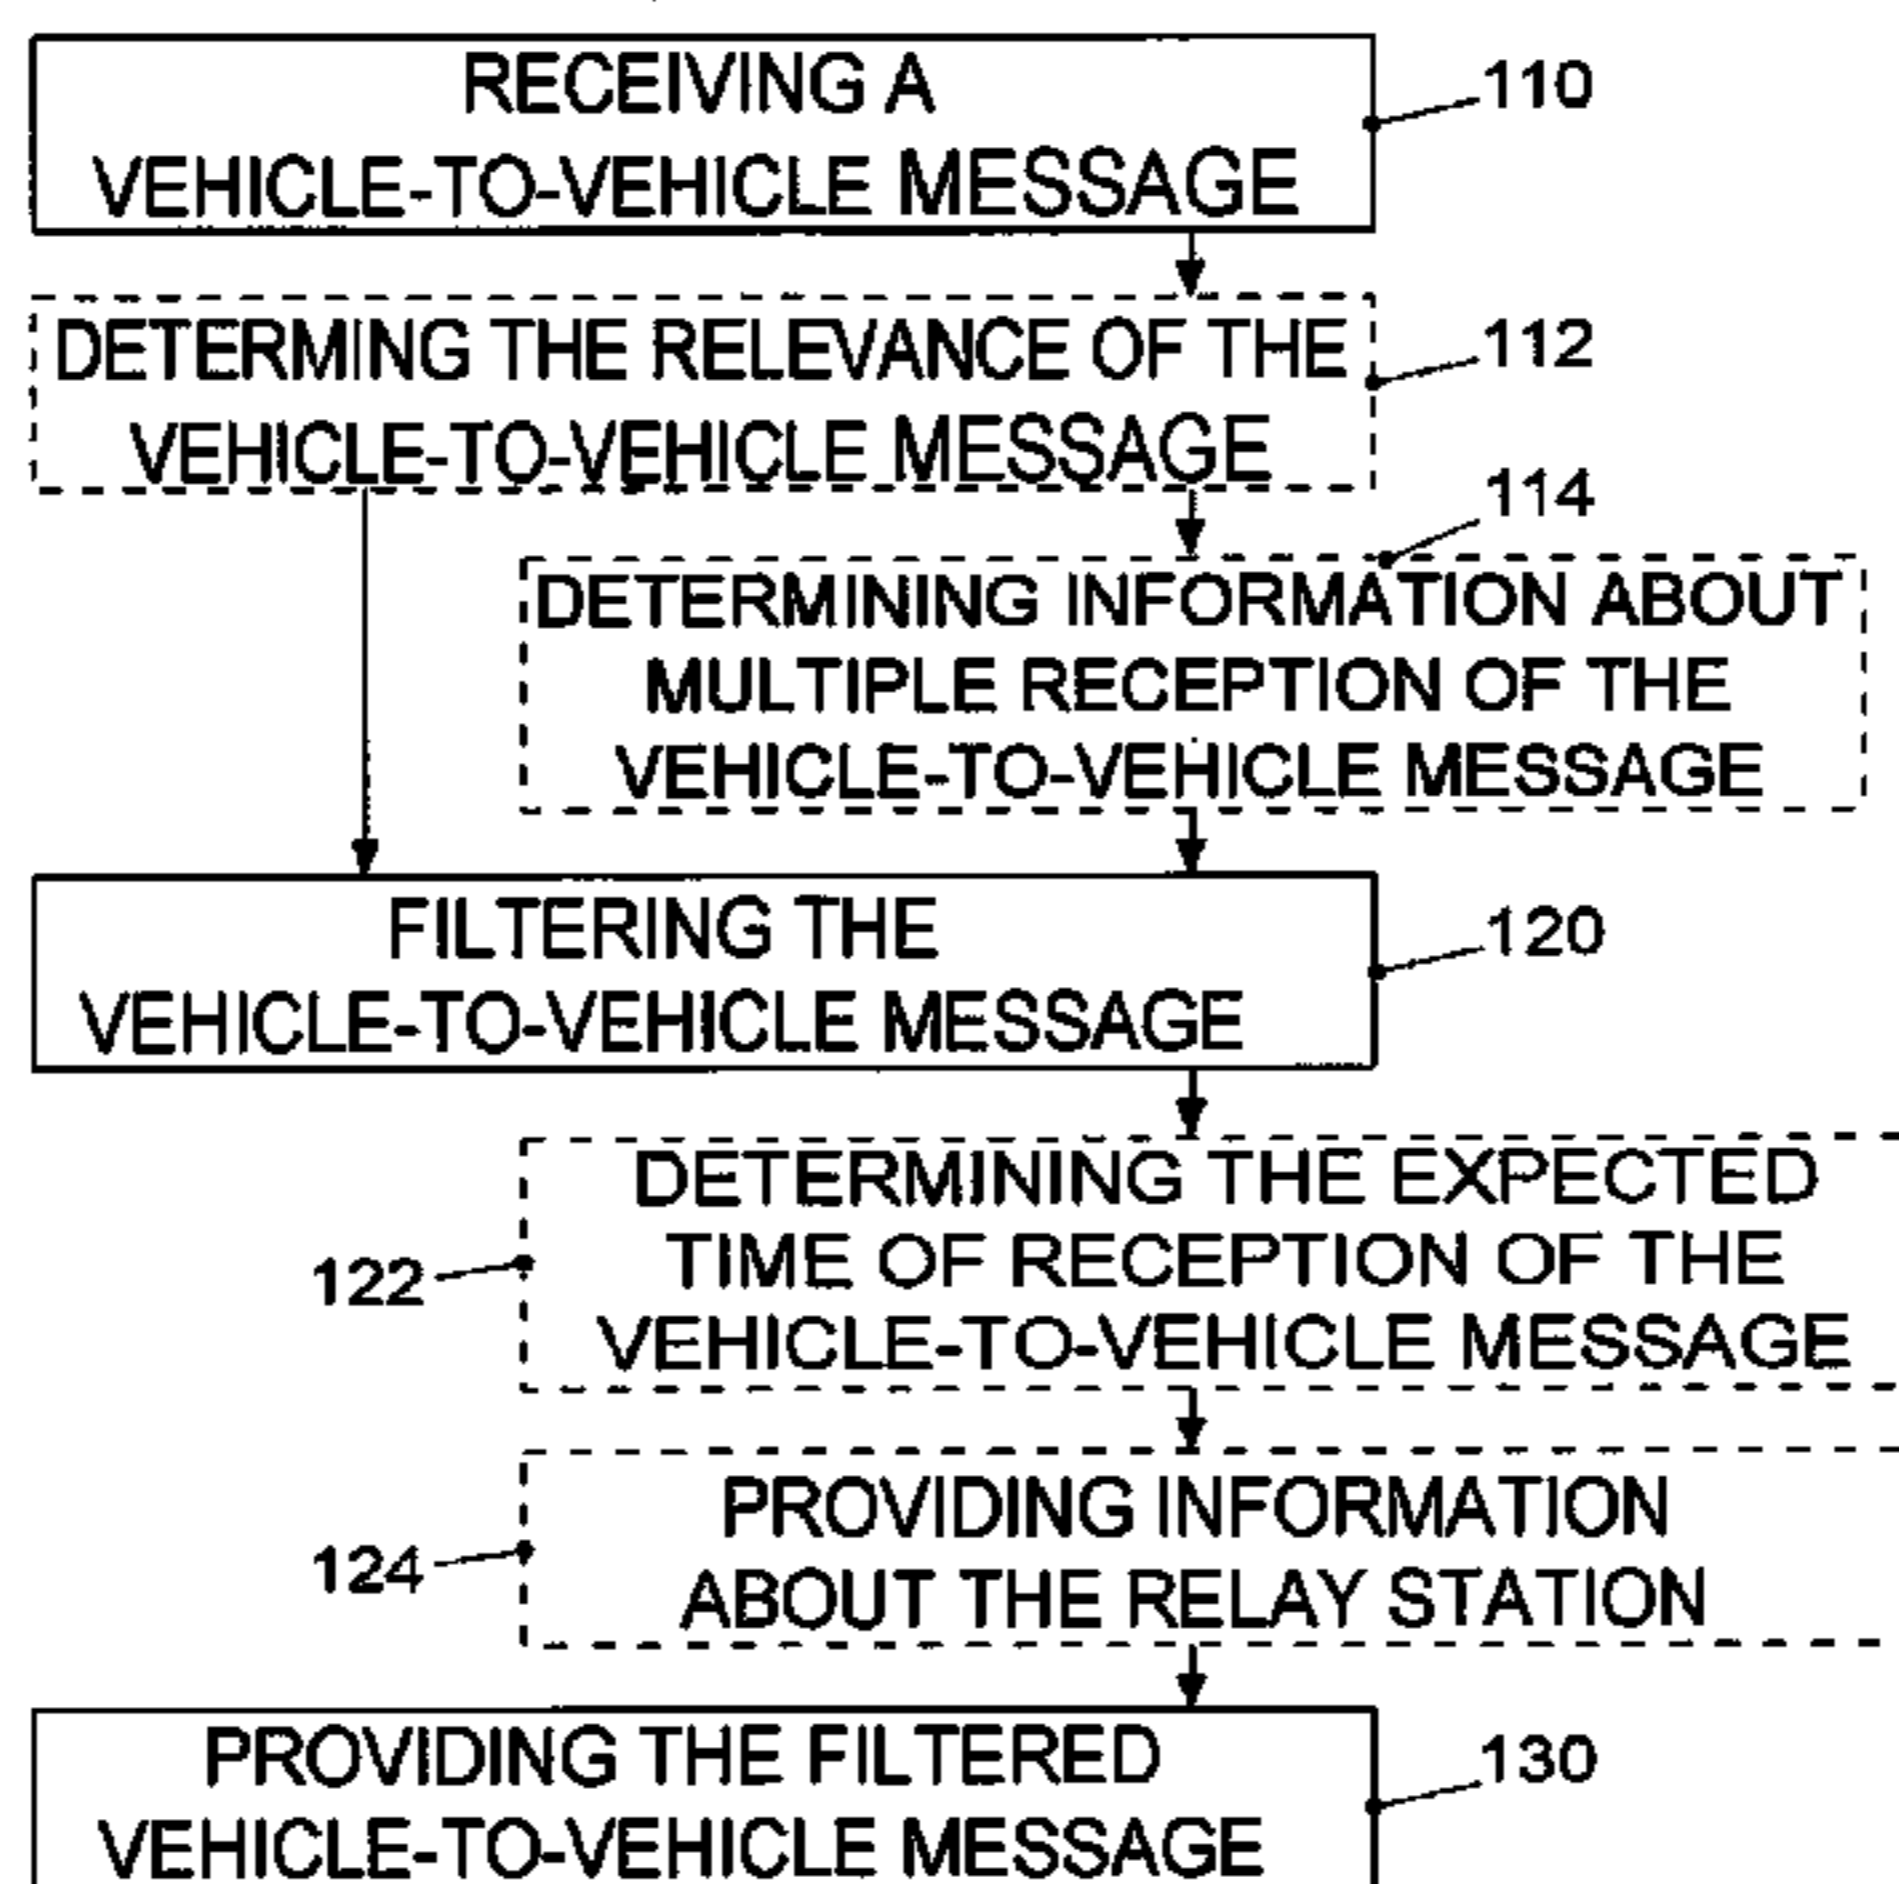 RECEIVING A
VEHICLE-TO-VEHICLE MESSAGE
110
DETERMING THE RELEVANCE OF THE
VEHICLE-TO-VEHICLE MESSAGE
112
114
DETERMINING INFORMATION ABOUT
MULTIPLE RECEPTION OF THE
VEHICLE-TO-VEHICLE MESSAGE
FILTERING THE
VEHICLE-TO-VEHICLE MESSAGE
120
DETERMINING THE EXPECTED
TIME OF RECEPTION OF THE
VEHICLE-TO-VEHICLE MESSAGE
122
PROVIDING INFORMATION
ABOUT THE RELAY STATION
124
PROVIDING THE FILTERED
VEHICLE-TO-VEHICLE MESSAGE
130